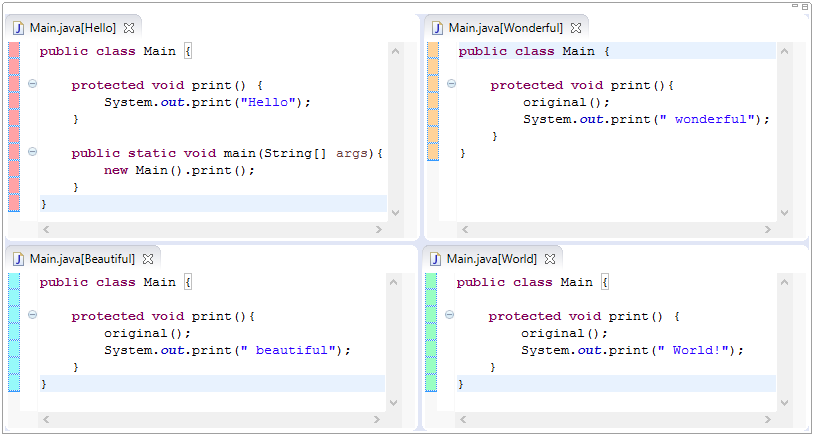 Main.java[Hello]
public class Main {
protected void print() {
System.out.print("Hello");
}
public static void main(String[] args){
new Main().print();
}
}
Main.java[Wonderful]
public class Main {
protected void print(){
original();
System.out.print(" wonderful");
}
}
Main.java[Beautiful]
public class Main {
protected void print(){
original();
System.out.print(" beautiful");
}
}
Main.java[World]
public class Main {
protected void print() {
original();
System.out.print(" World!");
}
}